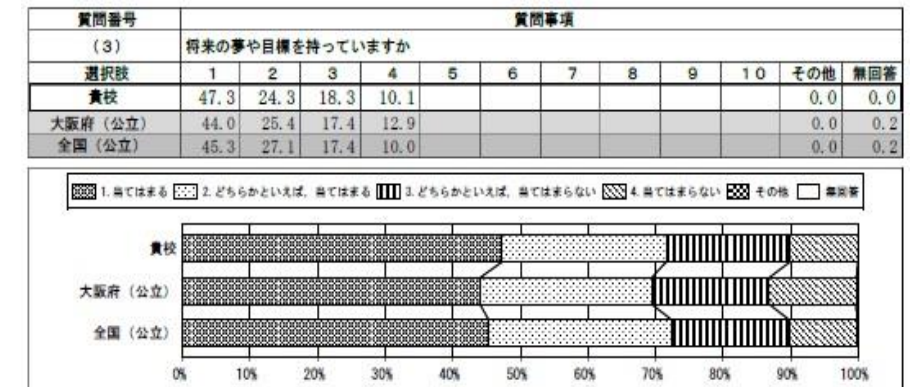 質問番号 質問事項
(3) 将来の夢や目標を持っていますか
選択肢 1 2 3 4 5 6 7 8 9 10 その他 無回答
貴校 47.3 24.3 18.3 10.1 0.0 0.0
大阪府(公立) 44.0 25.4 17.4 12.9 0.0 0.2
全国(公立) 45.3 27.1 17.4 10.0 0.0 0.2
1.当てはまる 2.どちらかといえば,当てはまる 3.どちらかといえば,当てはまらない 4.当てはまらない その他 無回答
貴校
大阪府(公立)
全国(公立)
0% 10% 20% 30% 40% 50% 60% 70% 80% 90% 100%